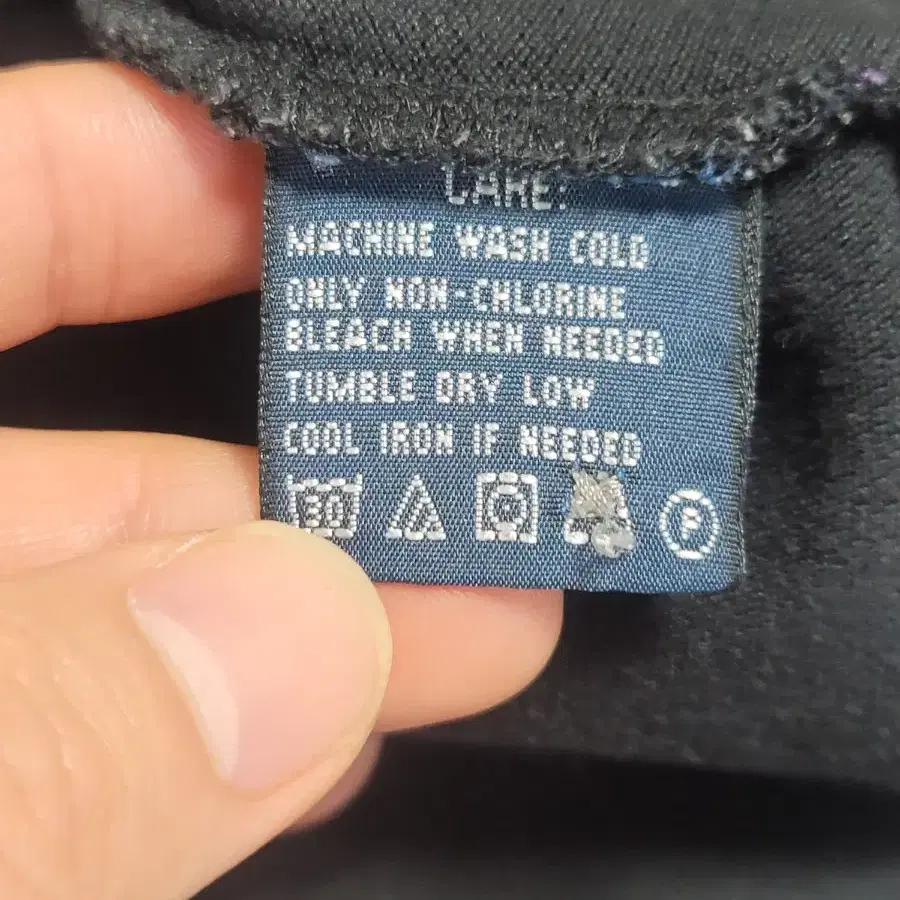 CARE:
MACHINE WASH COLD
ONLY NON-CHLORINE
BLEACH WHEN NEEDED
TUMBLE DRY LOW
COOL IRON IF NEEDED
30 P